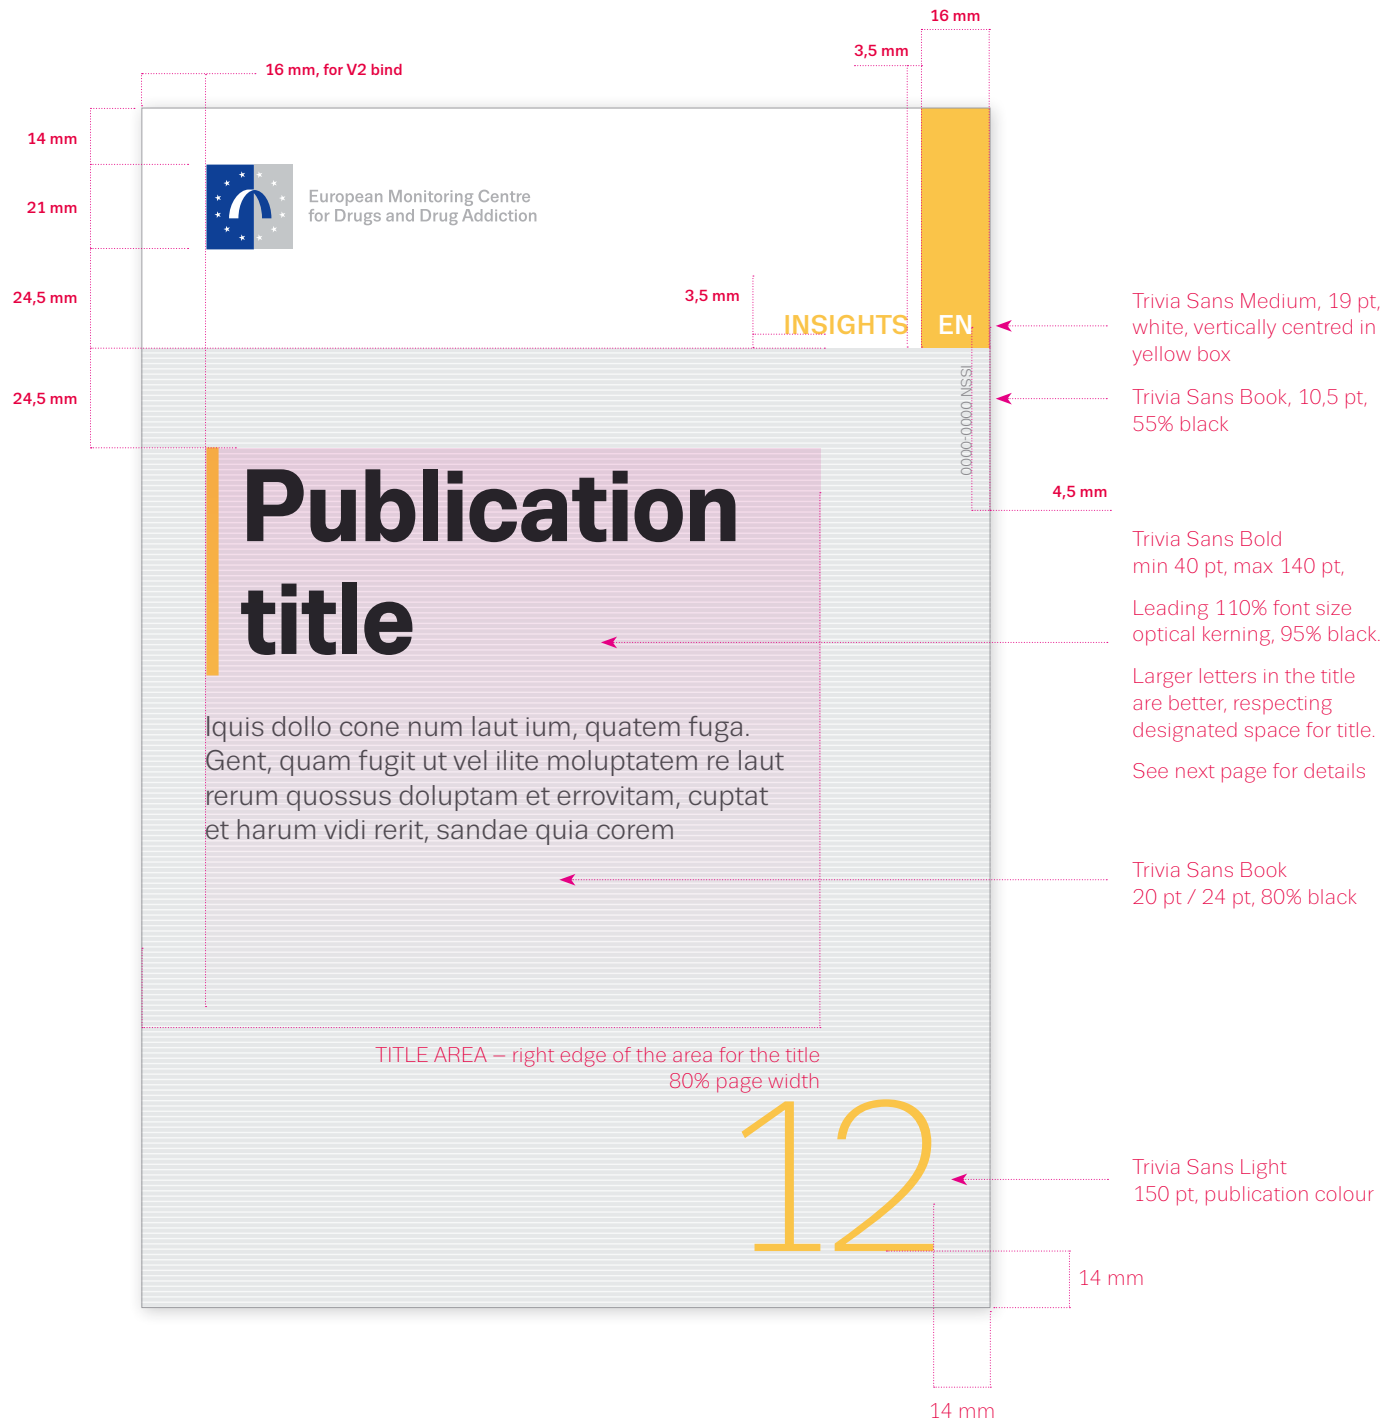 16 mm
3,5 mm
16 mm, for V2 bind
14 mm
21 mm
24,5 mm
24,5 mm
European Monitoring Centre
for Drugs and Drug Addiction
3,5 mm
INSIGHTS
EN
ISSN 0000-0000
Trivia Sans Medium, 19 pt,
white, vertically centred in
yellow box
Trivia Sans Book, 10,5 pt,
55% black
4,5 mm
Publication
title
Trivia Sans Bold
min 40 pt, max 140 pt,
Leading 110% font size
optical kerning, 95% black.
Larger letters in the title
are better, respecting
designated space for title.
See next page for details
Iquis dollo cone num laut ium, quatem fuga.
Gent, quam fugit ut vel ilite moluptatem re laut
rerum quossus doluptam et errovitam, cuptat
et harum vidi rerit, sandae quia corem
Trivia Sans Book
20 pt / 24 pt, 80% black
TITLE AREA – right edge of the area for the title
80% page width
12
Trivia Sans Light
150 pt, publication colour
14 mm
14 mm